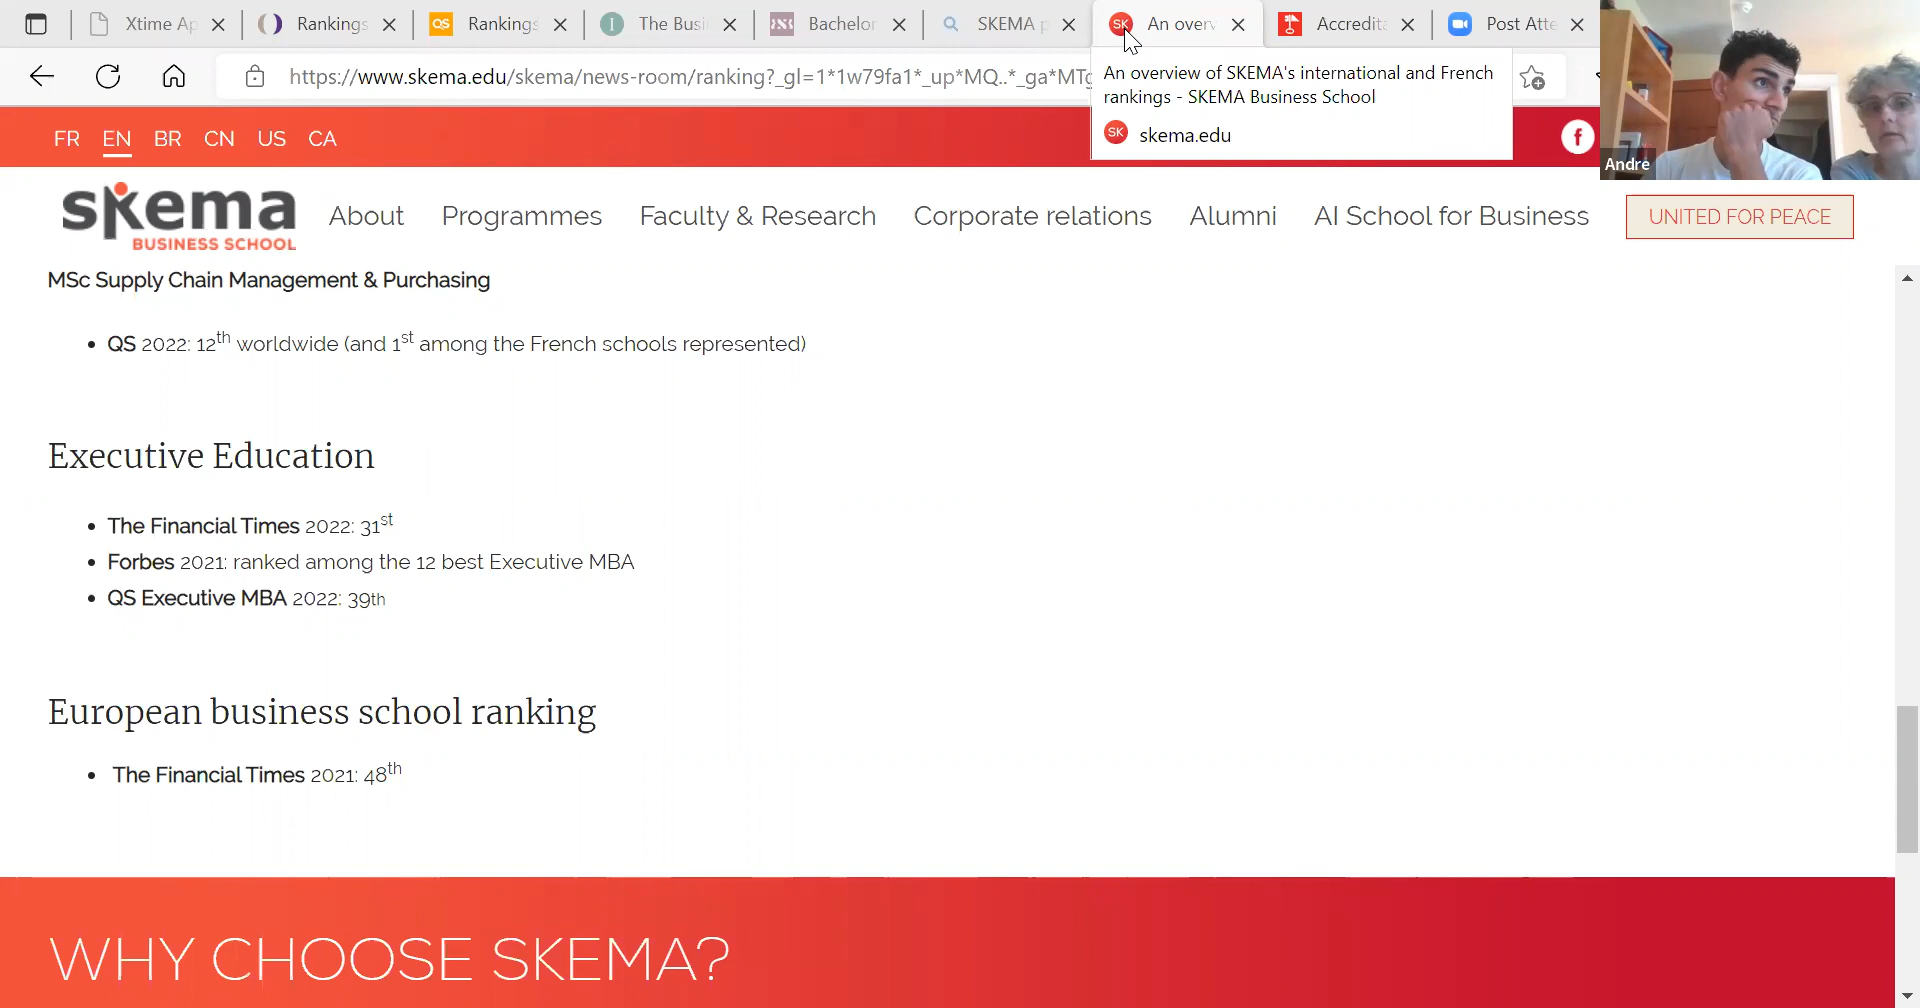 Xtime Ap
Rankings
Rankings
The Busi
Bachelor
SKEMA p
An overv
Accredita
Post Atte
https://www.skema.edu/skema/news-room/ranking?_gl=1*1w79fa1*_up*MQ..*_ga*MTg
An overview of SKEMA's international and French
rankings - SKEMA Business School
skema.edu
Andre
FR EN BR CN US CA
skema
BUSINESS SCHOOL
About Programmes Faculty & Research Corporate relations Alumni AI School for Business UNITED FOR PEACE
MSc Supply Chain Management & Purchasing
• QS 2022: 12th worldwide (and 1st among the French schools represented)
Executive Education
• The Financial Times 2022: 31st
• Forbes 2021: ranked among the 12 best Executive MBA
• QS Executive MBA 2022: 39th
European business school ranking
• The Financial Times 2021: 48th
WHY CHOOSE SKEMA?